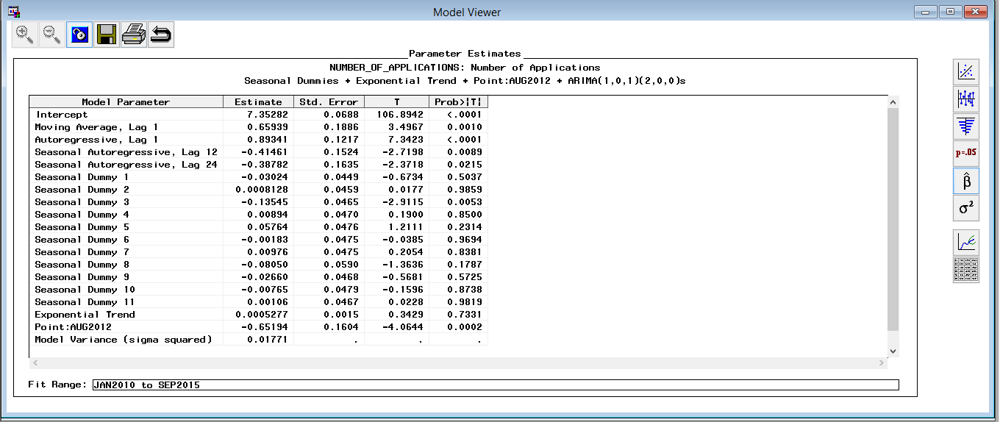 Model Viewer
Parameter Estimates
NUMBER_OF_APPLICATIONS: Number of Applications
Seasonal Dummies + Exponential Trend + Point:AUG2012 + ARIMA(1,0,1)(2,0,0)s
Model Parameter Estimate Std. Error T Prob>¦T¦
Intercept 7.35282 0.0688 106.8942 <.0001
Moving Average, Lag 1 0.65939 0.1886 3.4967 0.0010
Autoregressive, Lag 1 0.89341 0.1217 7.3423 <.0001
Seasonal Autoregressive, Lag 12 -0.41461 0.1524 -2.7198 0.0089
Seasonal Autoregressive, Lag 24 -0.38782 0.1635 -2.3718 0.0215
Seasonal Dummy 1 -0.03024 0.0449 -0.6734 0.5037
Seasonal Dummy 2 0.0008128 0.0459 0.0177 0.9859
Seasonal Dummy 3 -0.13545 0.0465 -2.9115 0.0053
Seasonal Dummy 4 0.00894 0.0470 0.1900 0.8500
Seasonal Dummy 5 0.05764 0.0476 1.2111 0.2314
Seasonal Dummy 6 -0.00183 0.0475 -0.0385 0.9694
Seasonal Dummy 7 0.00976 0.0475 0.2054 0.8381
Seasonal Dummy 8 -0.08050 0.0590 -1.3636 0.1787
Seasonal Dummy 9 -0.02660 0.0468 -0.5681 0.5725
Seasonal Dummy 10 -0.00765 0.0479 -0.1596 0.8738
Seasonal Dummy 11 0.00106 0.0467 0.0228 0.9819
Exponential Trend 0.0005277 0.0015 0.3429 0.7331
Point:AUG2012 -0.65194 0.1604 -4.0644 0.0002
Model Variance (sigma squared) 0.01771 . . .
Fit Range: JAN2010 to SEP2015
p=.05
β̂
σ²